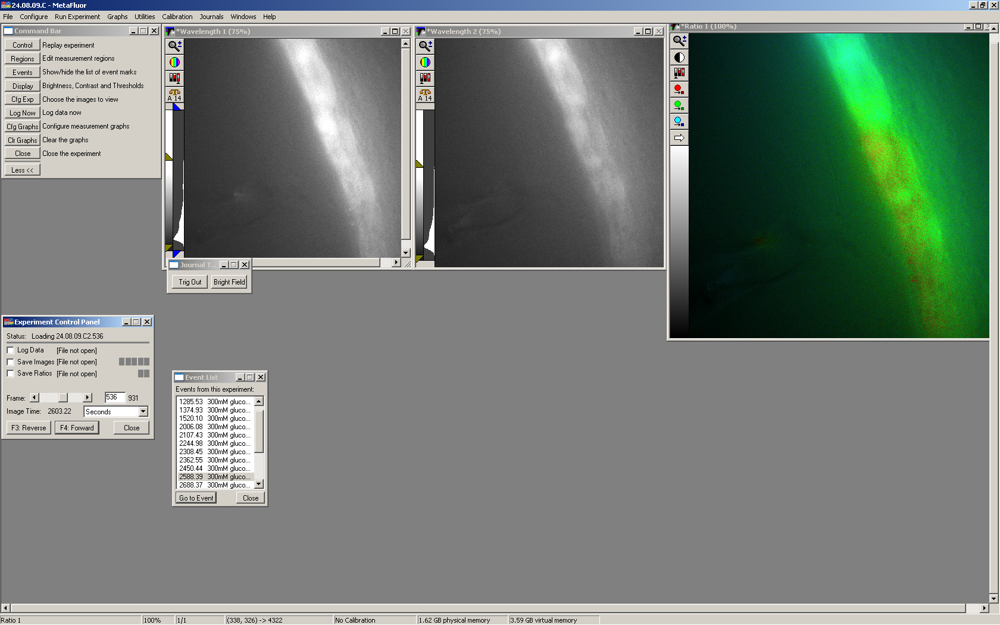 24.08.09.C - MetaFluor
File Configure Run Experiment Graphs Utilities Calibration Journals Windows Help
Command Bar
Control Replay experiment
Regions Edit measurement regions
Events Show/hide the list of event marks
Display Brightness, Contrast and Thresholds
Cfg Exp Choose the images to view
Log Now Log data now
Cfg Graphs Configure measurement graphs
Clr Graphs Clear the graphs
Close Close the experiment
Less <<
*Wavelength 1 (75%)
A 14
*Wavelength 2 (75%)
A 14
*Ratio 1 (100%)
Journal T...
Trig Out Bright Field
Experiment Control Panel
Status: Loading 24.08.09.C2.536
Log Data [File not open]
Save Images [File not open]
Save Ratios [File not open]
Frame: 536 931
Image Time: 2603.22 Seconds
F3: Reverse F4: Forward Close
Event List
Events from this experiment:
1285.53 300mM gluco...
1374.93 300mM gluco...
1520.10 300mM gluco...
2006.08 300mM gluco...
2107.43 300mM gluco...
2244.98 300mM gluco...
2308.45 300mM gluco...
2362.55 300mM gluco...
2450.44 300mM gluco...
2588.39 300mM gluco...
2688.37 300mM gluco...
Go to Event Close
Ratio 1 100% 1/1 (338, 326) -> 4322 No Calibration 1.62 GB physical memory 3.59 GB virtual memory